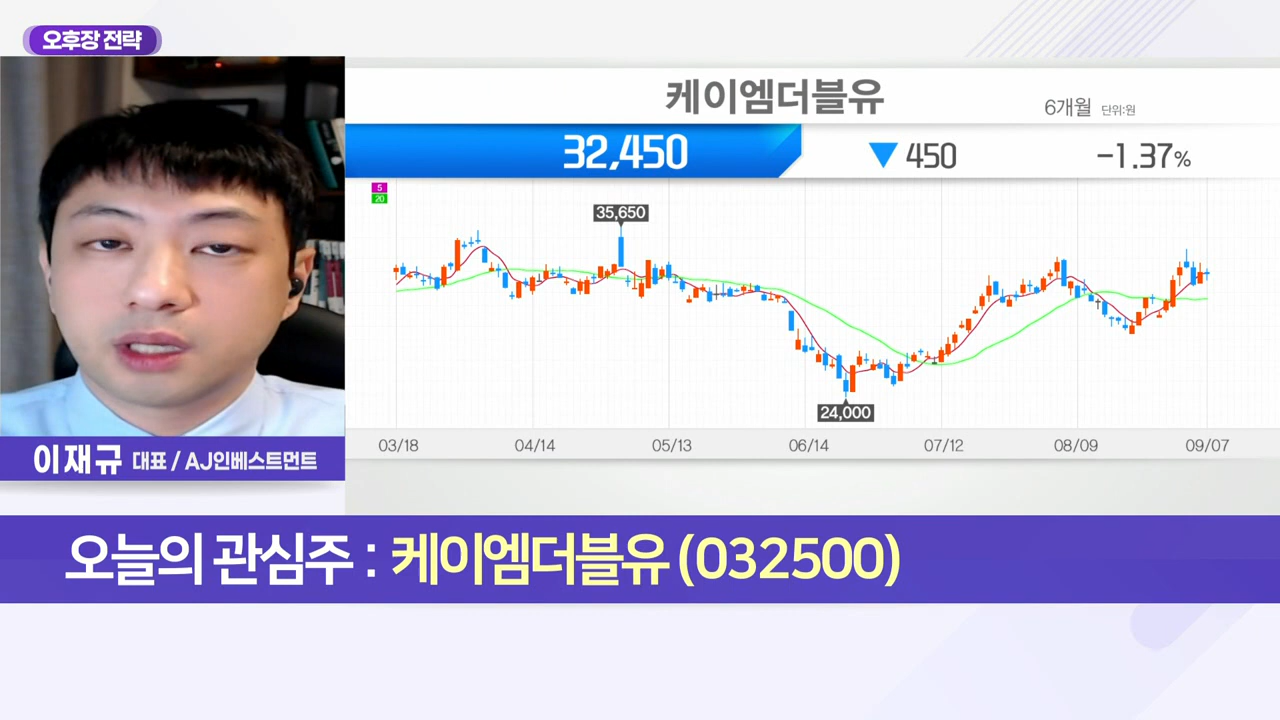 오후장 전략
케이엠더블유
6개월 단위:원
32,450 ▼ 450 -1.37%
5
20
35,650
24,000
03/18 04/14 05/13 06/14 07/12 08/09 09/07
이재규 대표 / AJ인베스트먼트
오늘의 관심주 : 케이엠더블유 (032500)